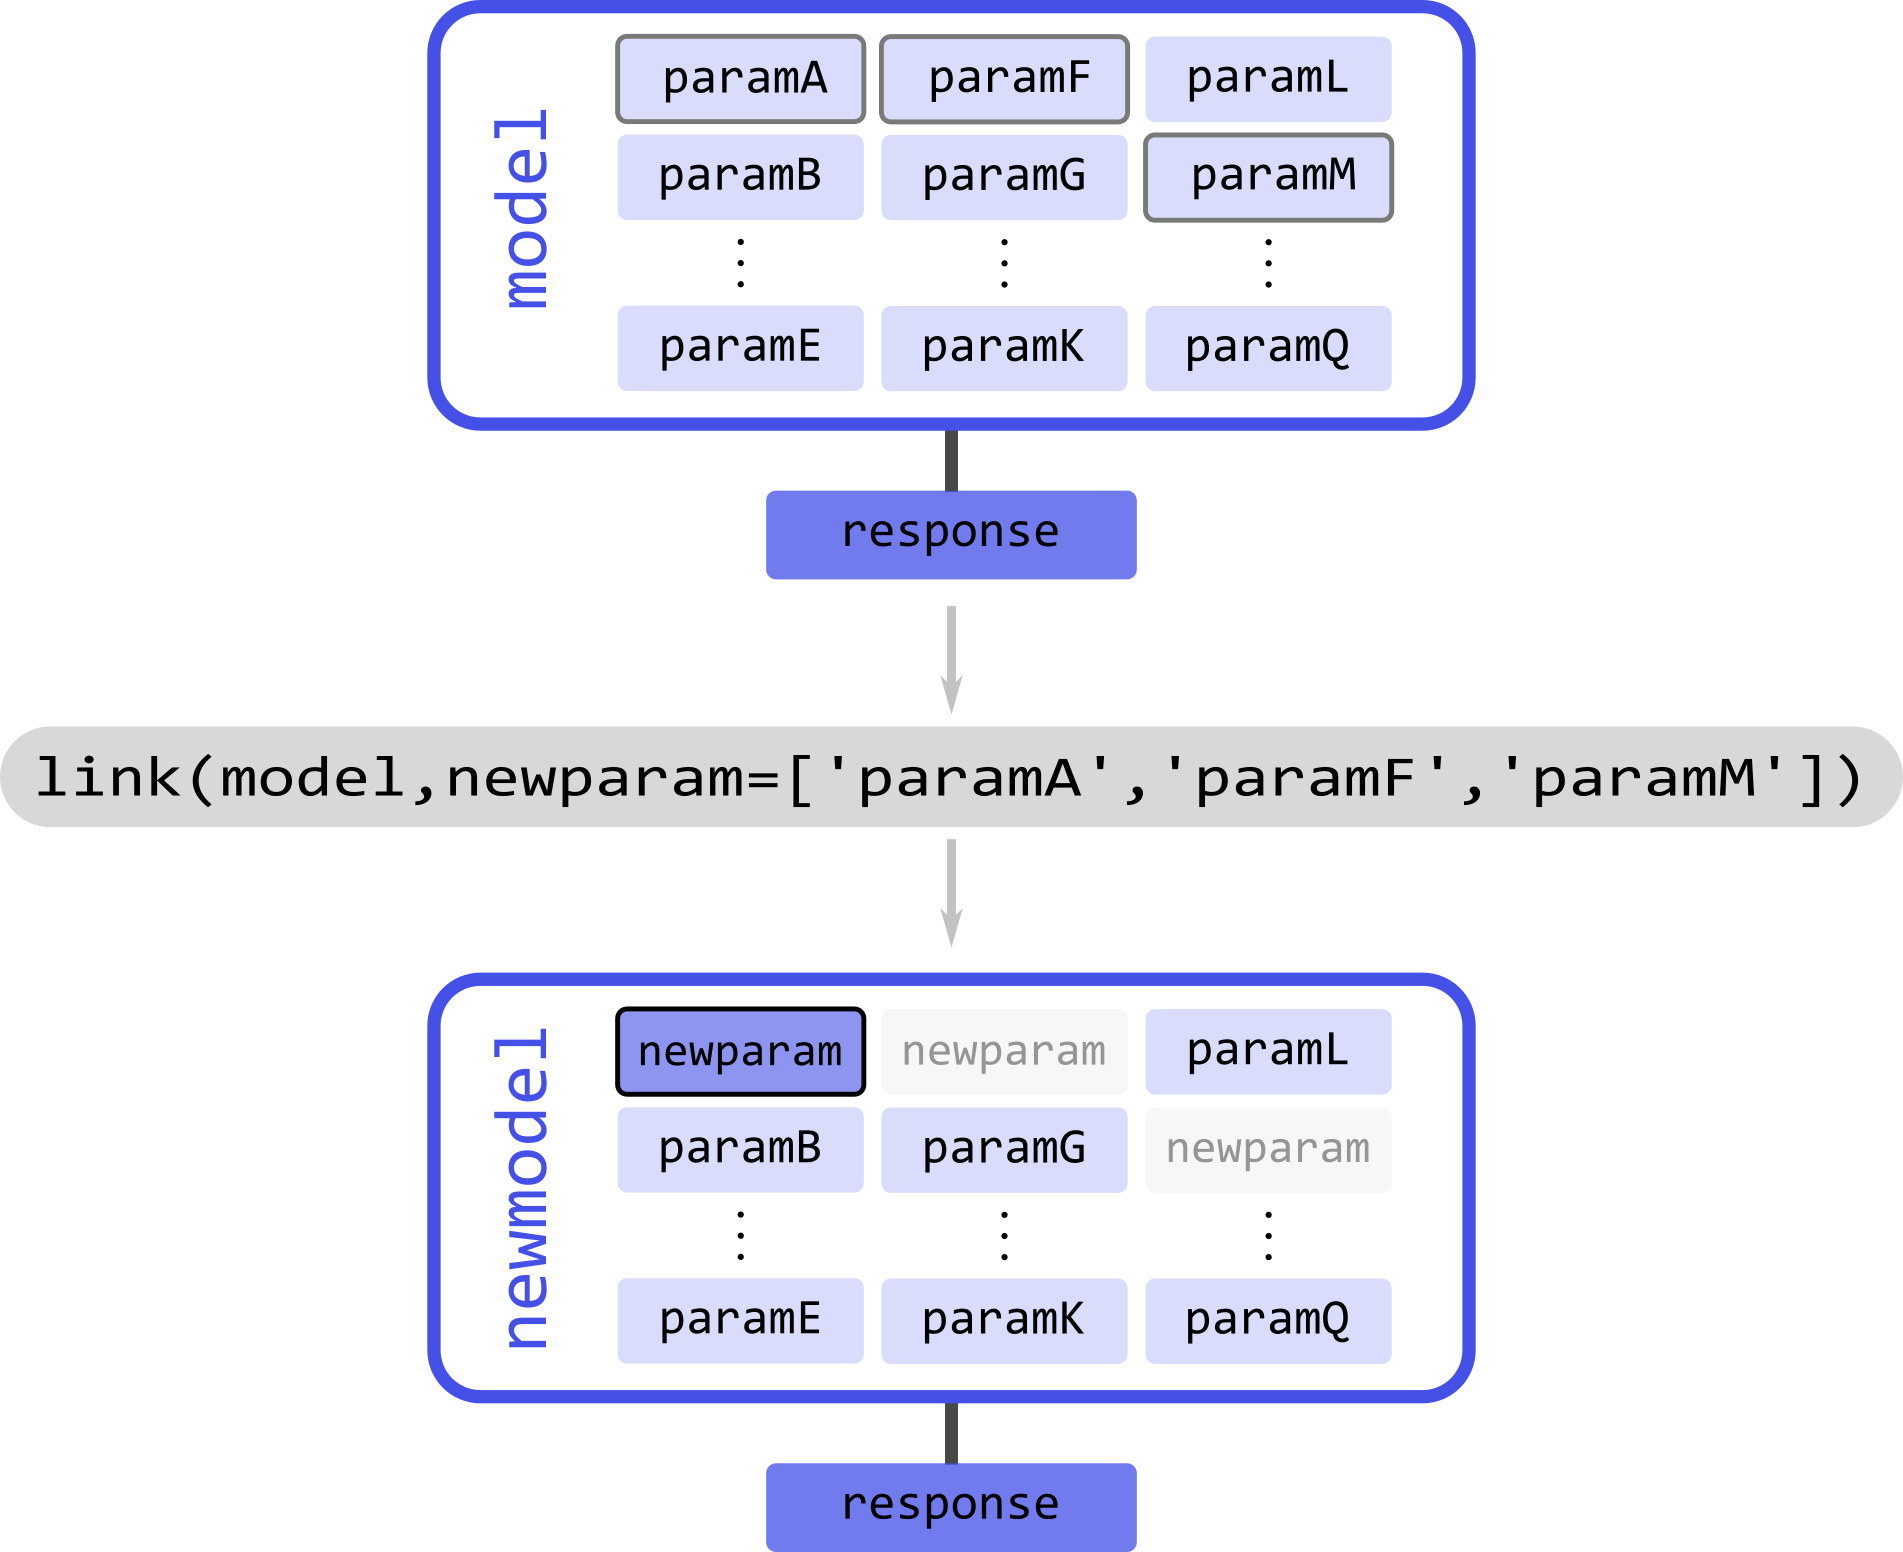 model
paramA paramF paramL
paramB paramG paramM
paramE paramK paramQ
response
link(model,newparam=['paramA','paramF','paramM'])
newmodel
newparam newparam paramL
paramB paramG newparam
paramE paramK paramQ
response